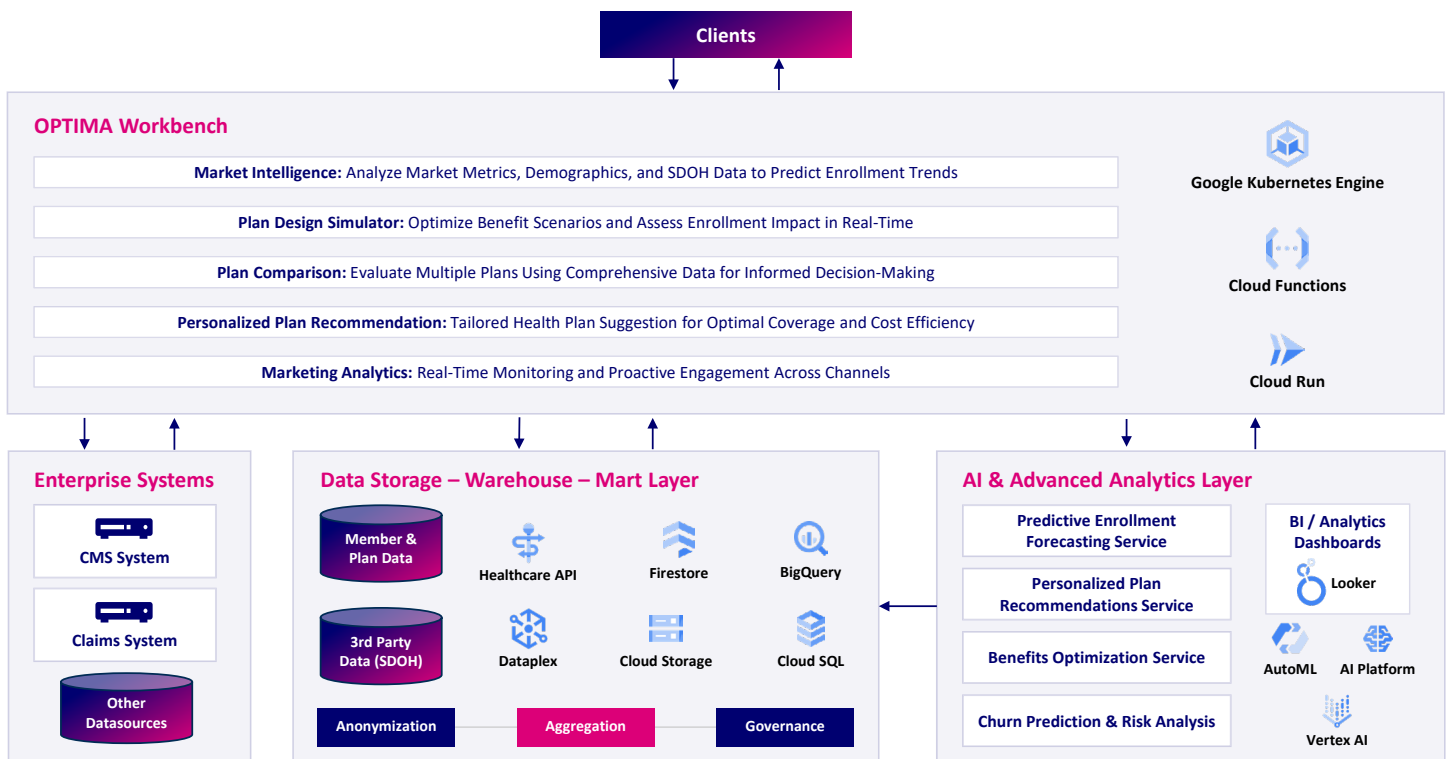 Clients
OPTIMA Workbench
Market Intelligence: Analyze Market Metrics, Demographics, and SDOH Data to Predict Enrollment Trends
Plan Design Simulator: Optimize Benefit Scenarios and Assess Enrollment Impact in Real-Time
Plan Comparison: Evaluate Multiple Plans Using Comprehensive Data for Informed Decision-Making
Personalized Plan Recommendation: Tailored Health Plan Suggestion for Optimal Coverage and Cost Efficiency
Marketing Analytics: Real-Time Monitoring and Proactive Engagement Across Channels
Google Kubernetes Engine
Cloud Functions
Cloud Run
Enterprise Systems
CMS System
Claims System
Other
Datasources
Data Storage – Warehouse – Mart Layer
Member &
Plan Data
Healthcare API
Firestore
BigQuery
3rd Party
Data (SDOH)
Dataplex
Cloud Storage
Cloud SQL
Anonymization
Aggregation
Governance
AI & Advanced Analytics Layer
Predictive Enrollment
Forecasting Service
Personalized Plan
Recommendations Service
Benefits Optimization Service
Churn Prediction & Risk Analysis
BI / Analytics
Dashboards
Looker
AutoML
AI Platform
Vertex AI